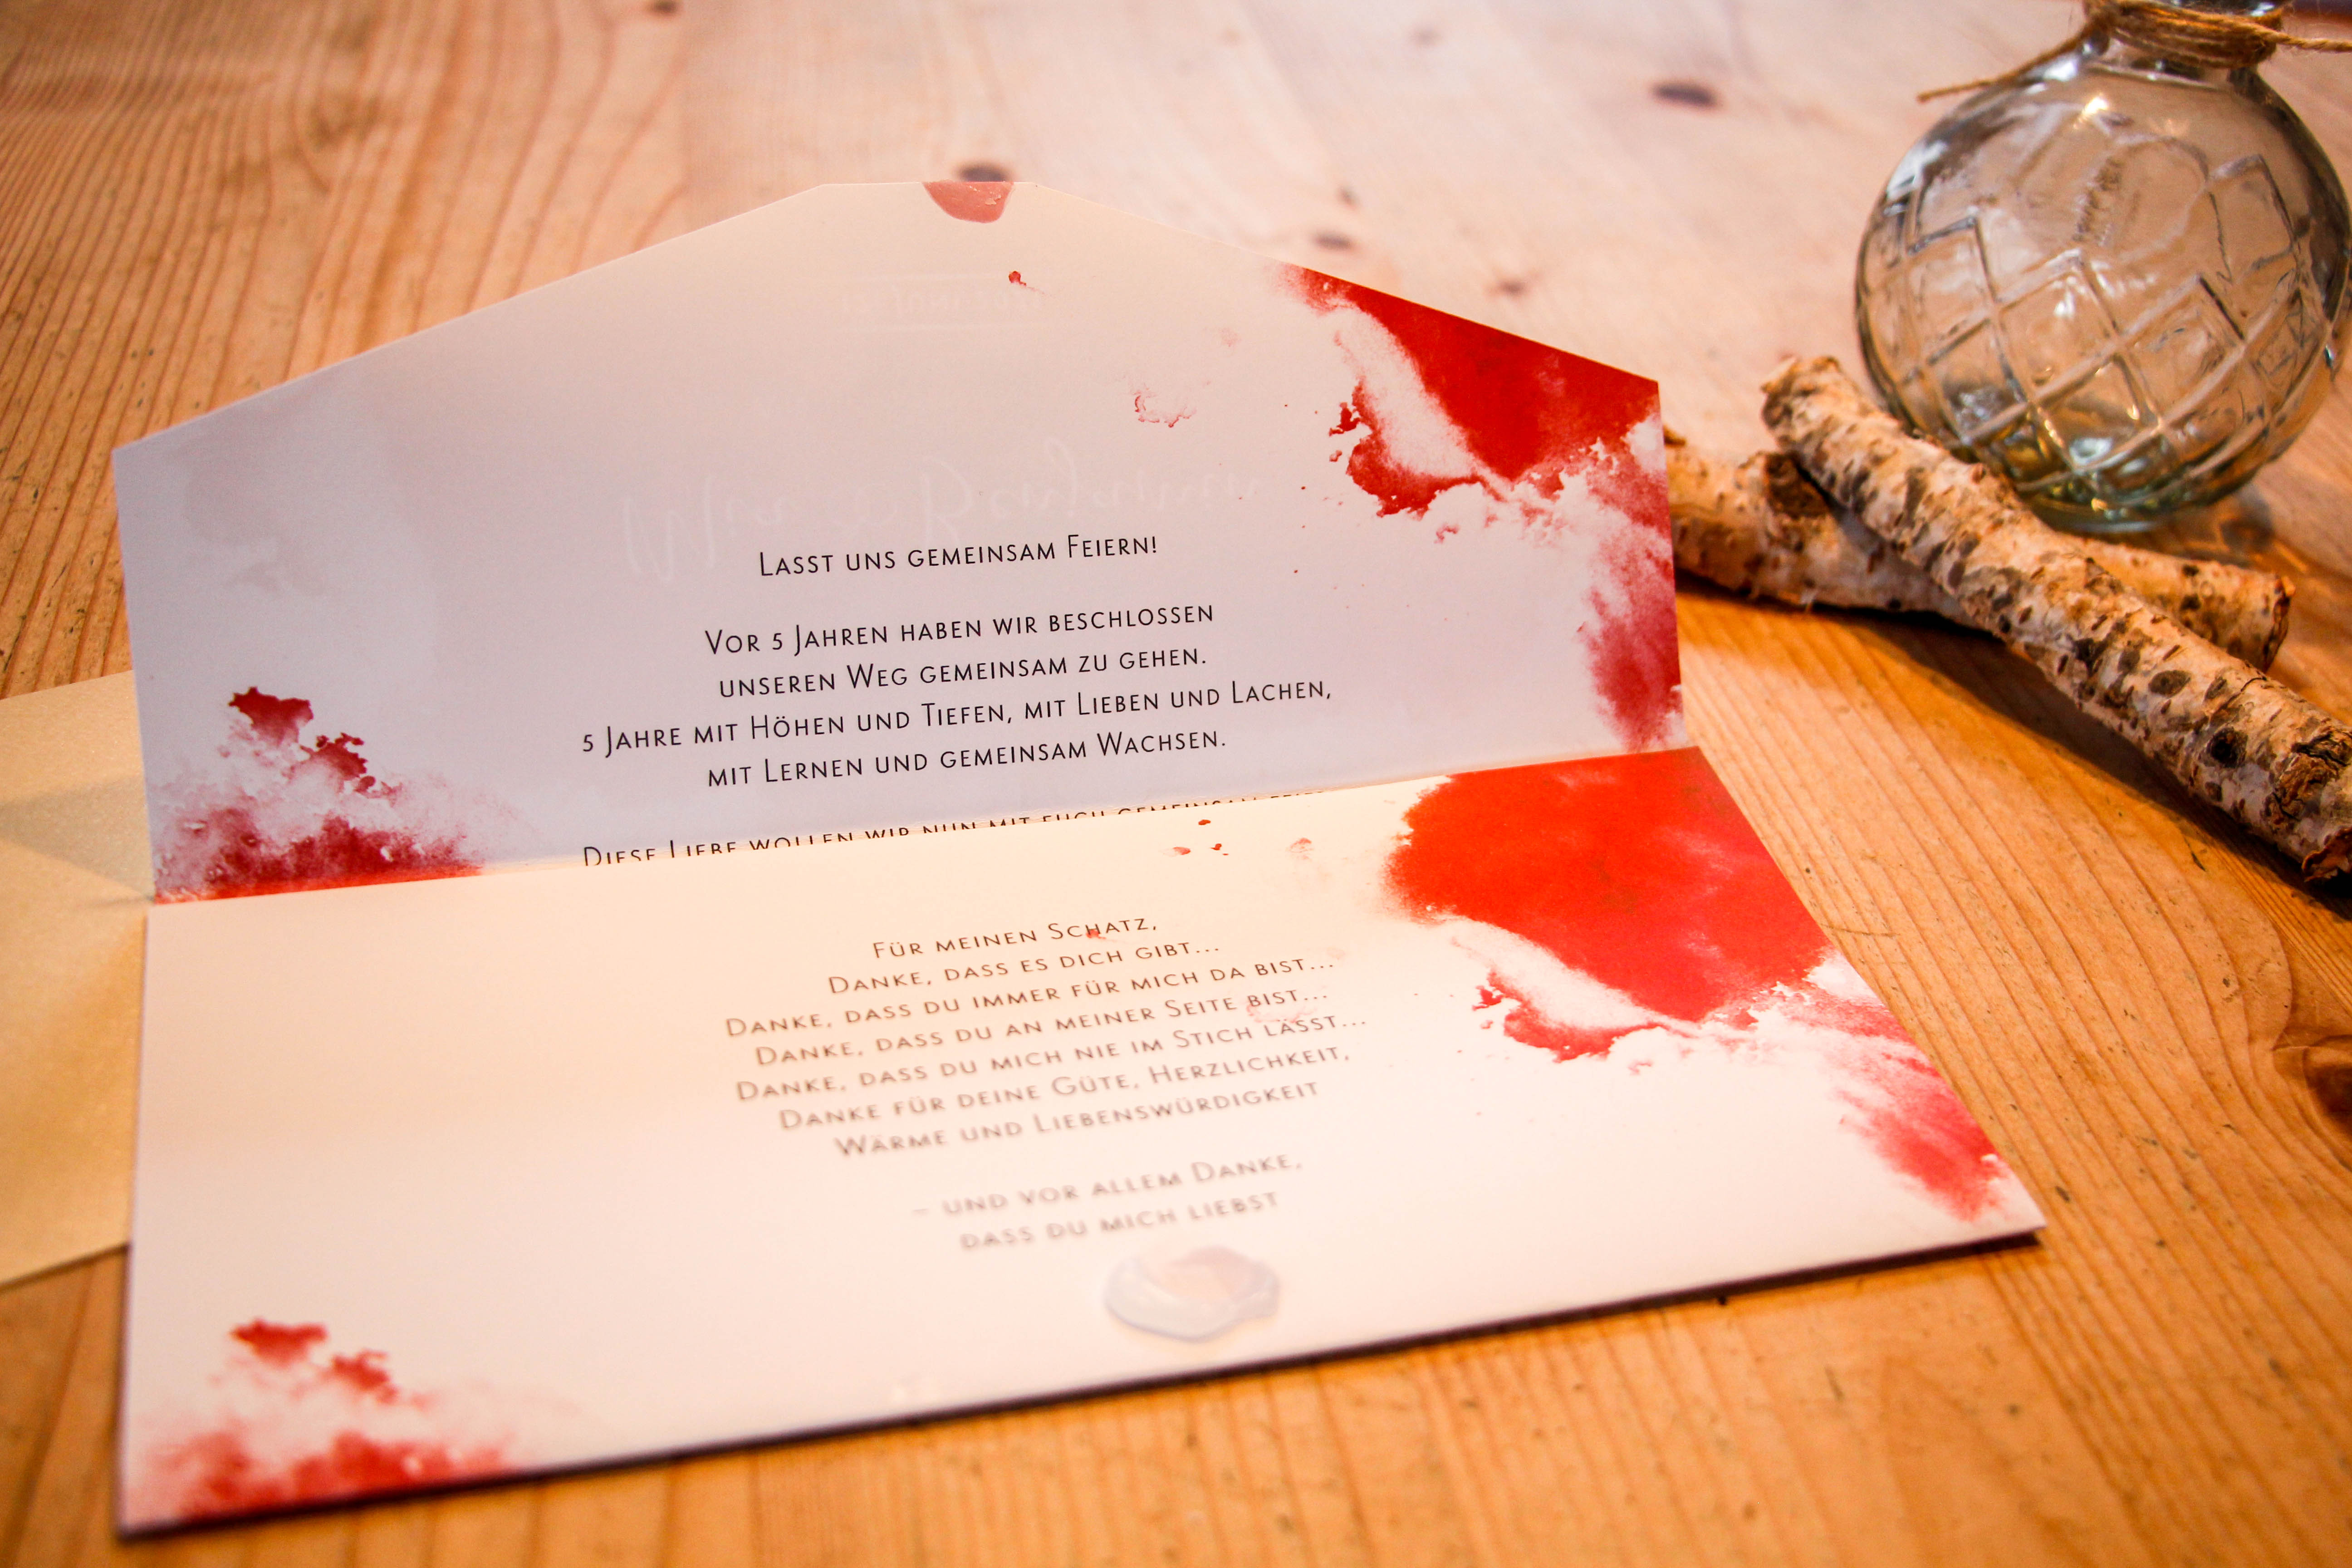 Lasst uns gemeinsam Feiern!
Vor 5 Jahren haben wir beschlossen
unseren Weg gemeinsam zu gehen.
5 Jahre mit Höhen und Tiefen, mit Lieben und Lachen,
mit Lernen und gemeinsam Wachsen.
Diese Liebe wollen wir nun mit euch gemeinsam
Für meinen Schatz,
Danke, dass es dich gibt...
Danke, dass du immer für mich da bist...
Danke, dass du an meiner Seite bist...
Danke, dass du mich nie im Stich lässt...
Danke für deine Güte, Herzlichkeit,
Wärme und Liebenswürdigkeit
– und vor allem Danke,
dass du mich liebst